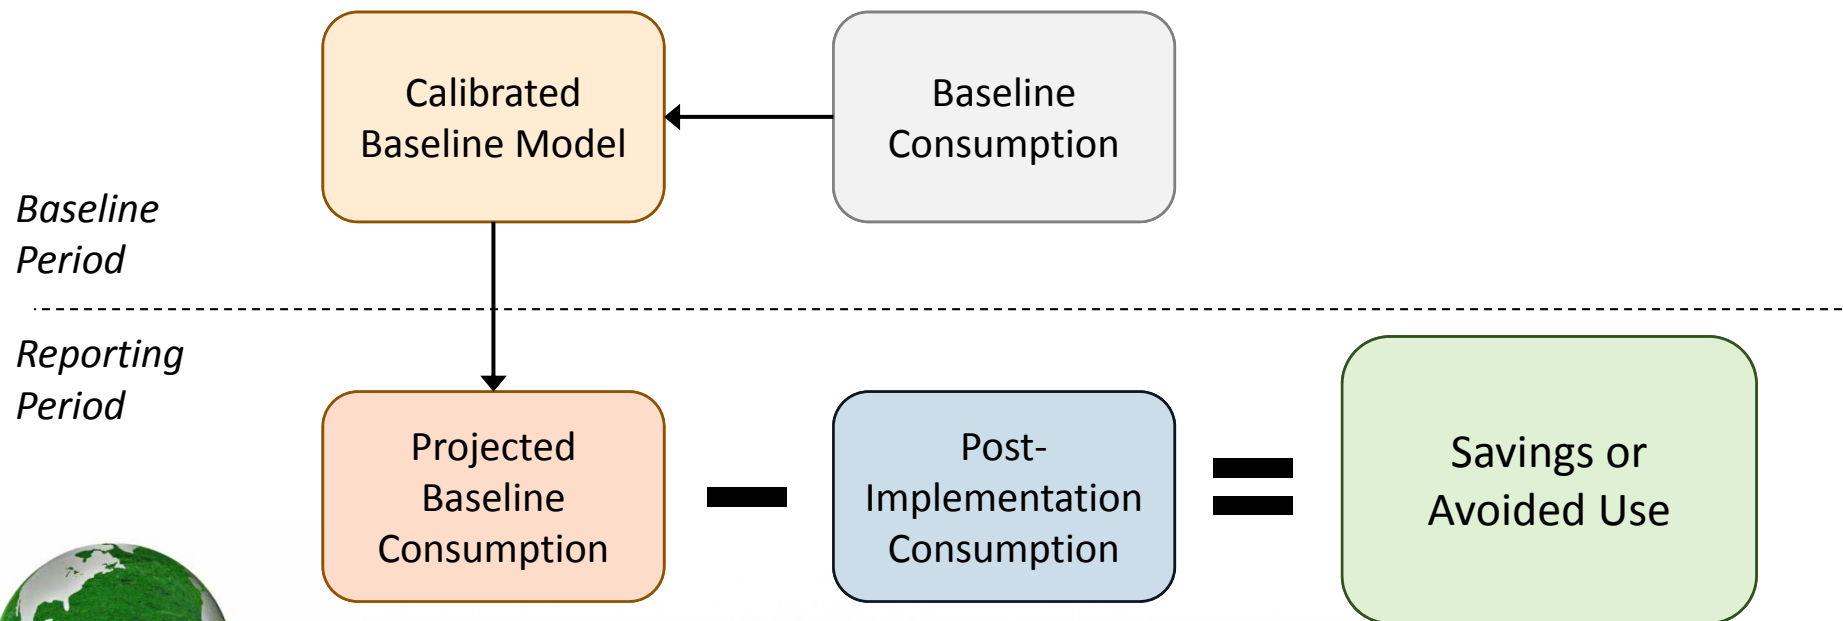 Calibrated
Baseline Model
Baseline
Consumption
Baseline
Period
Reporting
Period
Projected
Baseline
Consumption
Post-
Implementation
Consumption
Savings or
Avoided Use